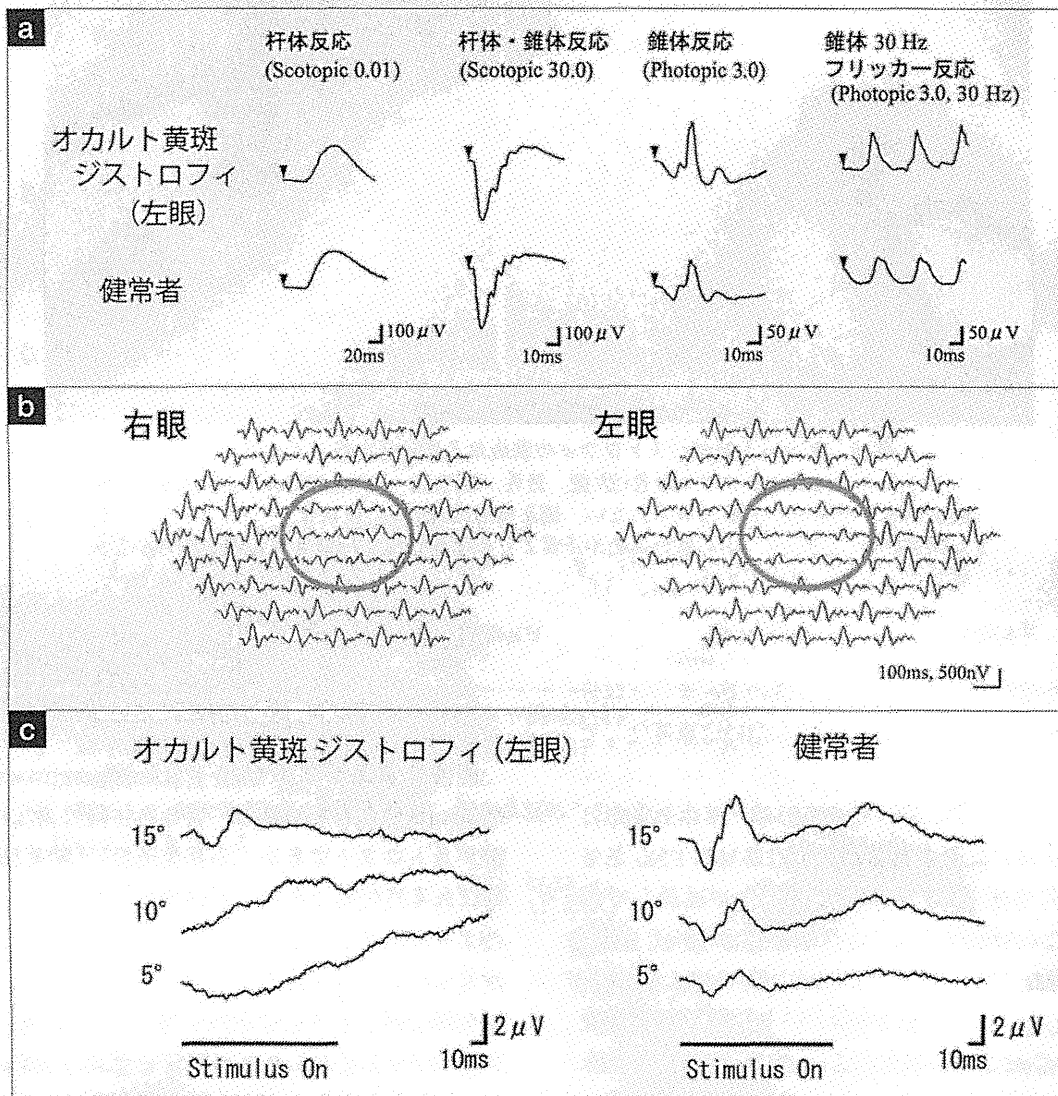 a
杆体反応
(Scotopic 0.01)
杆体・錐体反応
(Scotopic 30.0)
錐体反応
(Photopic 3.0)
錐体 30 Hz
フリッカー反応
(Photopic 3.0, 30 Hz)
オカルト黄斑
ジストロフィ
(左眼)
健常者
100μV
20ms
100μV
10ms
50μV
10ms
50μV
10ms
b
右眼
左眼
100ms, 500nV
c
オカルト黄斑 ジストロフィ (左眼)
健常者
15°
10°
5°
2μV
10ms
Stimulus On
15°
10°
5°
2μV
10ms
Stimulus On